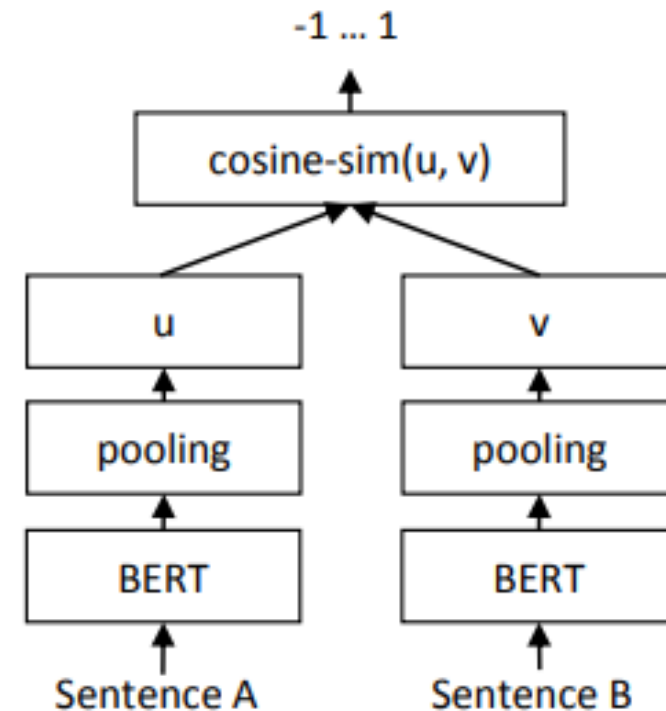 -1 ... 1
cosine-sim(u, v)
u v
pooling pooling
BERT BERT
Sentence A Sentence B